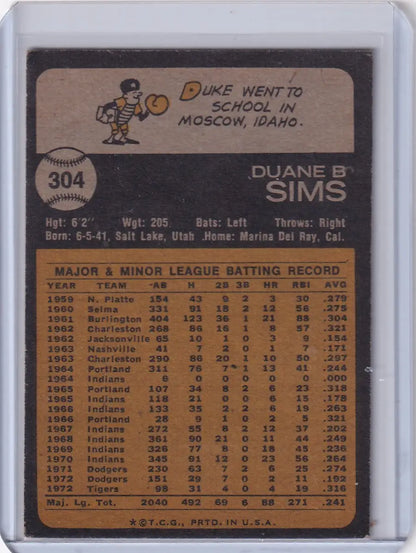 DUKE WENT TO
SCHOOL IN
MOSCOW, IDAHO.
304
DUANE B
SIMS
Hgt: 6'2" Wgt: 205 Bats: Left Throws: Right
Born: 6-5-41, Salt Lake, Utah Home: Marina Del Ray, Cal.
MAJOR & MINOR LEAGUE BATTING RECORD
YEAR TEAM AB H 2B 3B HR RBI AVG
1959 N. Platte 154 43 9 2 3 30 .279
1960 Selma 331 91 18 2 12 56 .275
1961 Burlington 404 123 36 1 21 88 .304
1962 Charleston 268 86 16 1 8 57 .321
1962 Jacksonville 65 10 1 0 3 9 .154
1963 Nashville 41 7 2 0 1 7 .171
1963 Charleston 290 86 20 1 10 50 .297
1964 Portland 311 76 7 1 13 41 .244
1964 Indians 6 0 0 0 0 0 .000
1965 Portland 107 34 8 2 6 23 .318
1965 Indians 118 21 0 0 6 15 .178
1966 Indians 133 35 2 2 6 19 .263
1966 Portland 28 9 1 0 2 5 .321
1967 Indians 272 55 8 2 12 37 .202
1968 Indians 361 90 21 0 11 44 .249
1969 Indians 326 77 8 0 18 45 .236
1970 Indians 345 91 12 0 23 56 .264
1971 Dodgers 230 63 7 2 6 25 .274
1972 Dodgers 151 29 7 0 2 11 .192
1972 Tigers 98 31 4 0 4 19 .316
Maj. Lg. Tot. 2040 492 69 6 88 271 .241
*©T.C.G., PRTD. IN U.S.A.